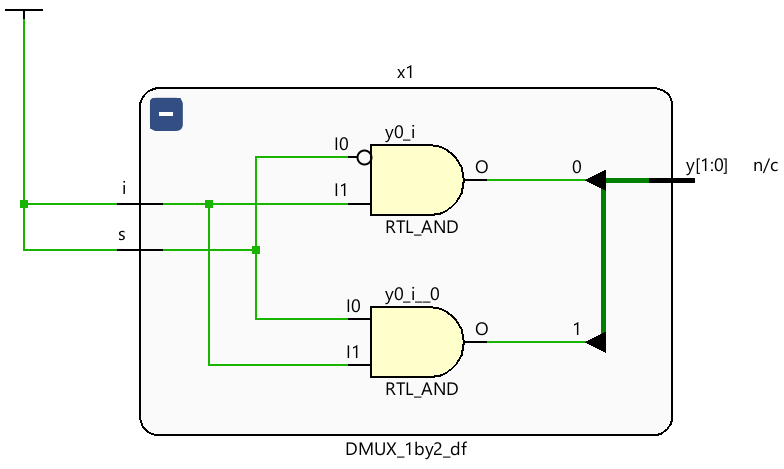 x1
y0_i
I0
O
0
y[1:0] n/c
i
I1
RTL_AND
s
y0_i__0
I0
O
1
I1
RTL_AND
DMUX_1by2_df